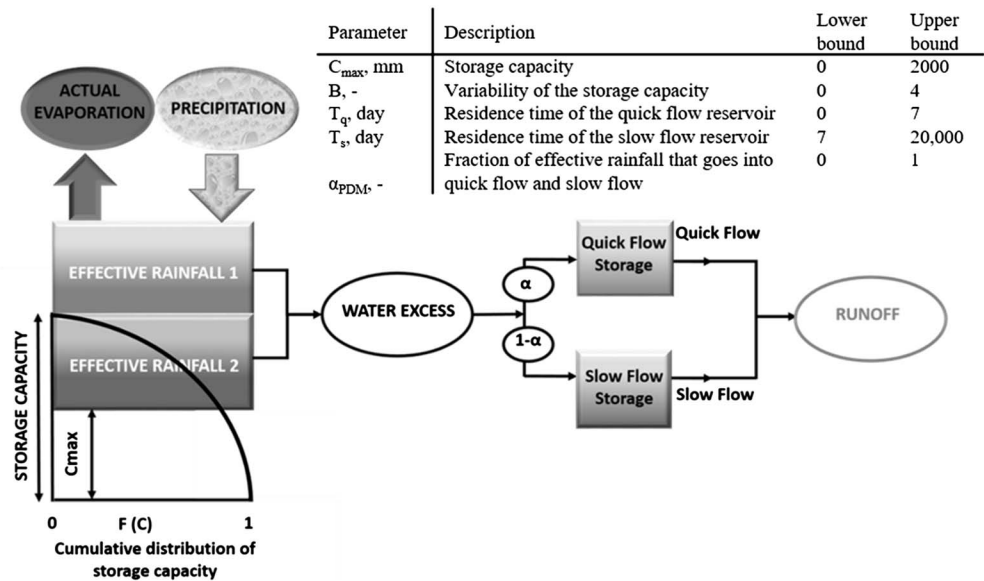 Parameter Description Lower bound Upper bound
C_max, mm Storage capacity 0 2000
B, - Variability of the storage capacity 0 4
T_q, day Residence time of the quick flow reservoir 0 7
T_s, day Residence time of the slow flow reservoir 7 20,000
Fraction of effective rainfall that goes into 0 1
α_PDM, - quick flow and slow flow
ACTUAL
EVAPORATION
PRECIPITATION
EFFECTIVE RAINFALL 1
EFFECTIVE RAINFALL 2
STORAGE CAPACITY
Cmax
0 F (C) 1
Cumulative distribution of
storage capacity
WATER EXCESS
α
1-α
Quick Flow
Storage
Quick Flow
Slow Flow
Storage
Slow Flow
RUNOFF